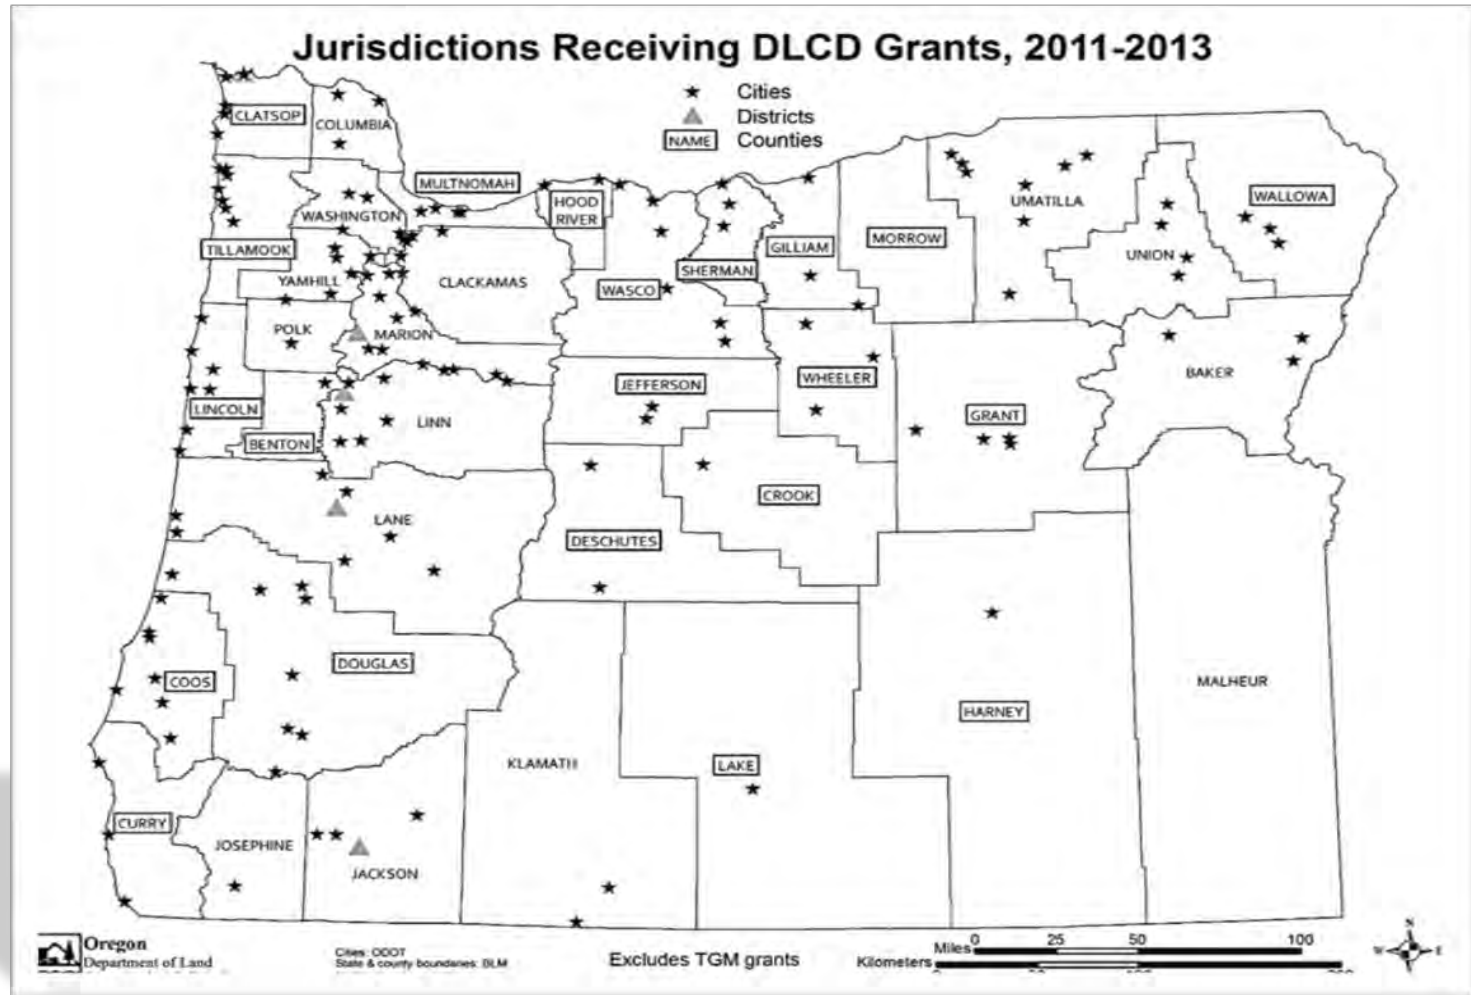 Jurisdictions Receiving DLCD Grants, 2011-2013
Cities
Districts
NAME Counties
CLATSOP
COLUMBIA
MULTNOMAH
HOOD
RIVER
WASHINGTON
TILLAMOOK
YAMHILL
CLACKAMAS
WASCO
SHERMAN
GILLIAM
MORROW
UMATILLA
UNION
WALLOWA
POLK
MARION
LINCOLN
BENTON
LINN
JEFFERSON
WHEELER
GRANT
BAKER
CROOK
LANE
DESCHUTES
DOUGLAS
COOS
KLAMATH
LAKE
HARNEY
MALHEUR
CURRY
JOSEPHINE
JACKSON
Oregon
Department of Land
Cities: ODOT
State & county boundaries: BLM
Excludes TGM grants
Miles 0 25 50 100
Kilometers
N
W E